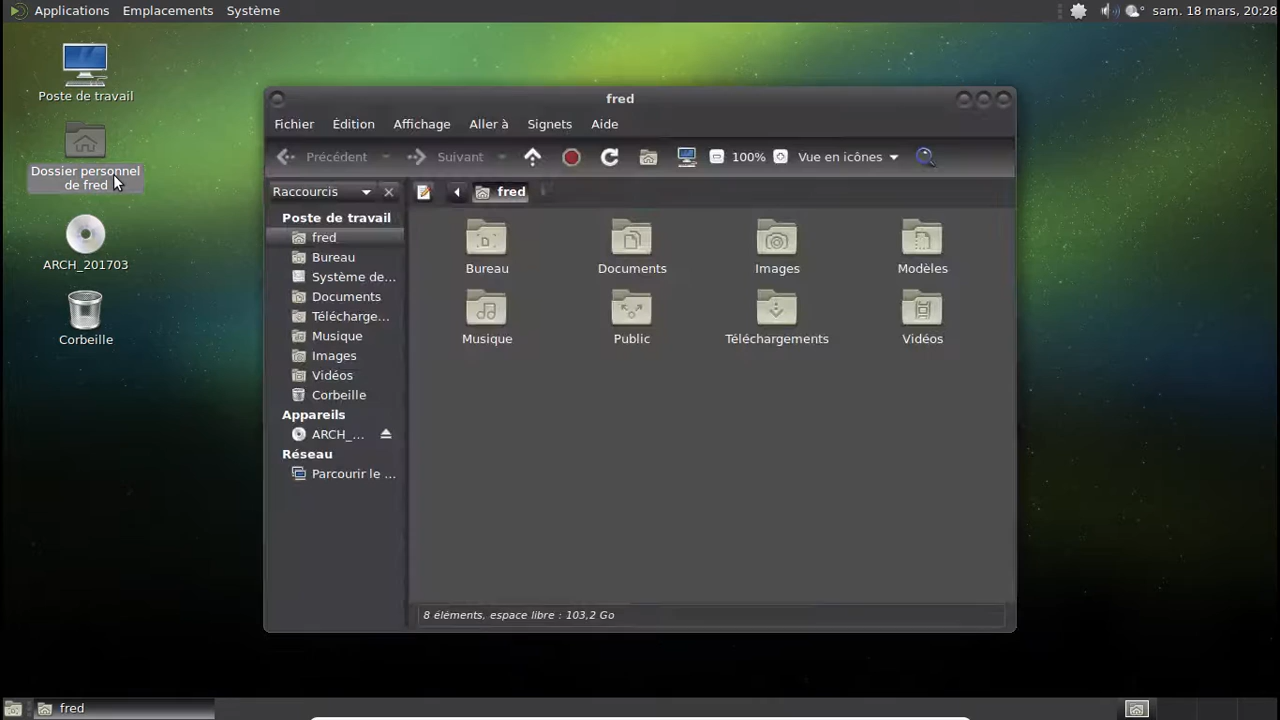 Applications Emplacements Système
sam. 18 mars, 20:28
Poste de travail
Dossier personnel
de fred
ARCH_201703
Corbeille
fred
Fichier Édition Affichage Aller à Signets Aide
Précédent Suivant 100% Vue en icônes
Raccourcis
fred
Poste de travail
fred
Bureau
Système de...
Documents
Télécharge...
Musique
Images
Vidéos
Corbeille
Appareils
ARCH_...
Réseau
Parcourir le ...
Bureau Documents Images Modèles
Musique Public Téléchargements Vidéos
8 éléments, espace libre : 103,2 Go
fred